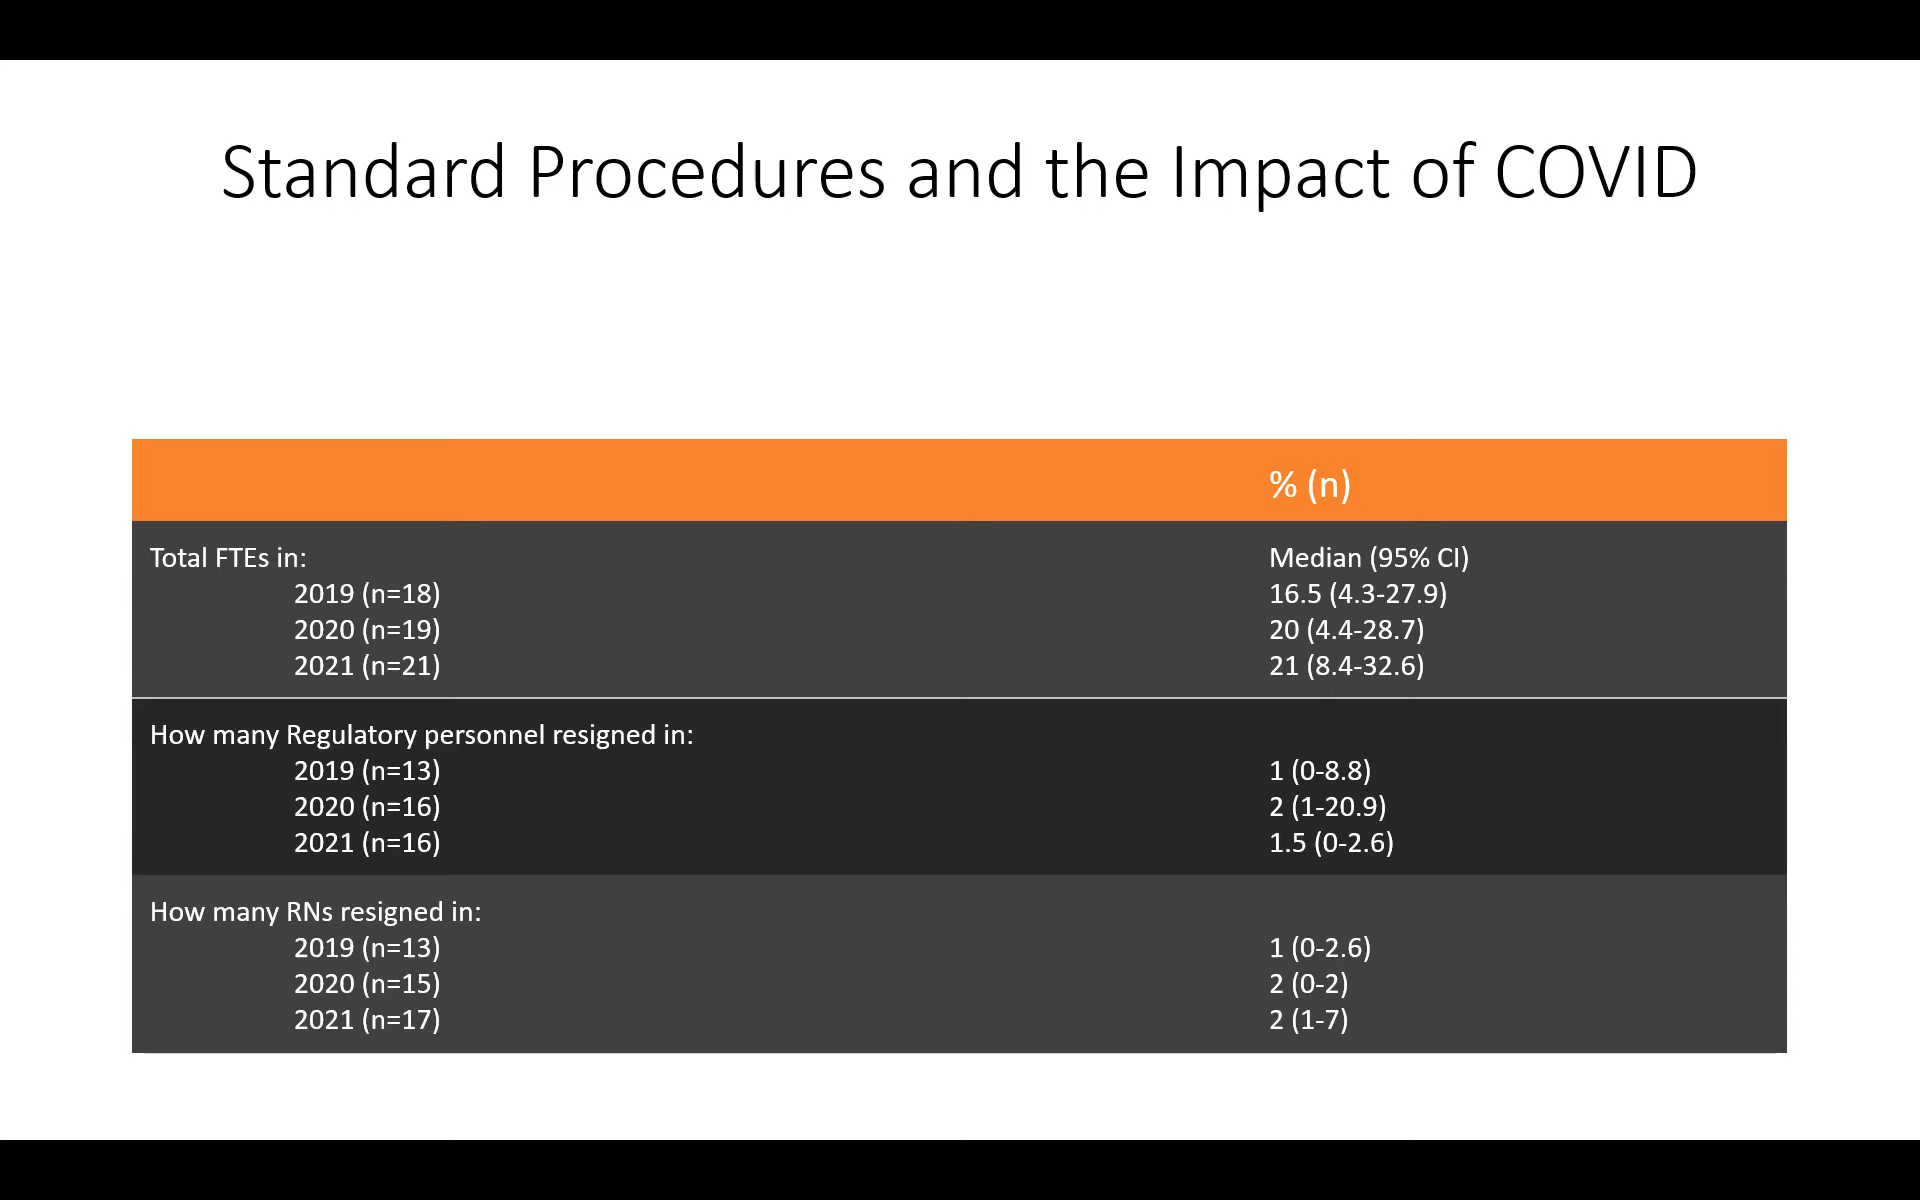 Standard Procedures and the Impact of COVID
% (n)
Total FTEs in: Median (95% CI)
2019 (n=18) 16.5 (4.3-27.9)
2020 (n=19) 20 (4.4-28.7)
2021 (n=21) 21 (8.4-32.6)
How many Regulatory personnel resigned in:
2019 (n=13) 1 (0-8.8)
2020 (n=16) 2 (1-20.9)
2021 (n=16) 1.5 (0-2.6)
How many RNs resigned in:
2019 (n=13) 1 (0-2.6)
2020 (n=15) 2 (0-2)
2021 (n=17) 2 (1-7)